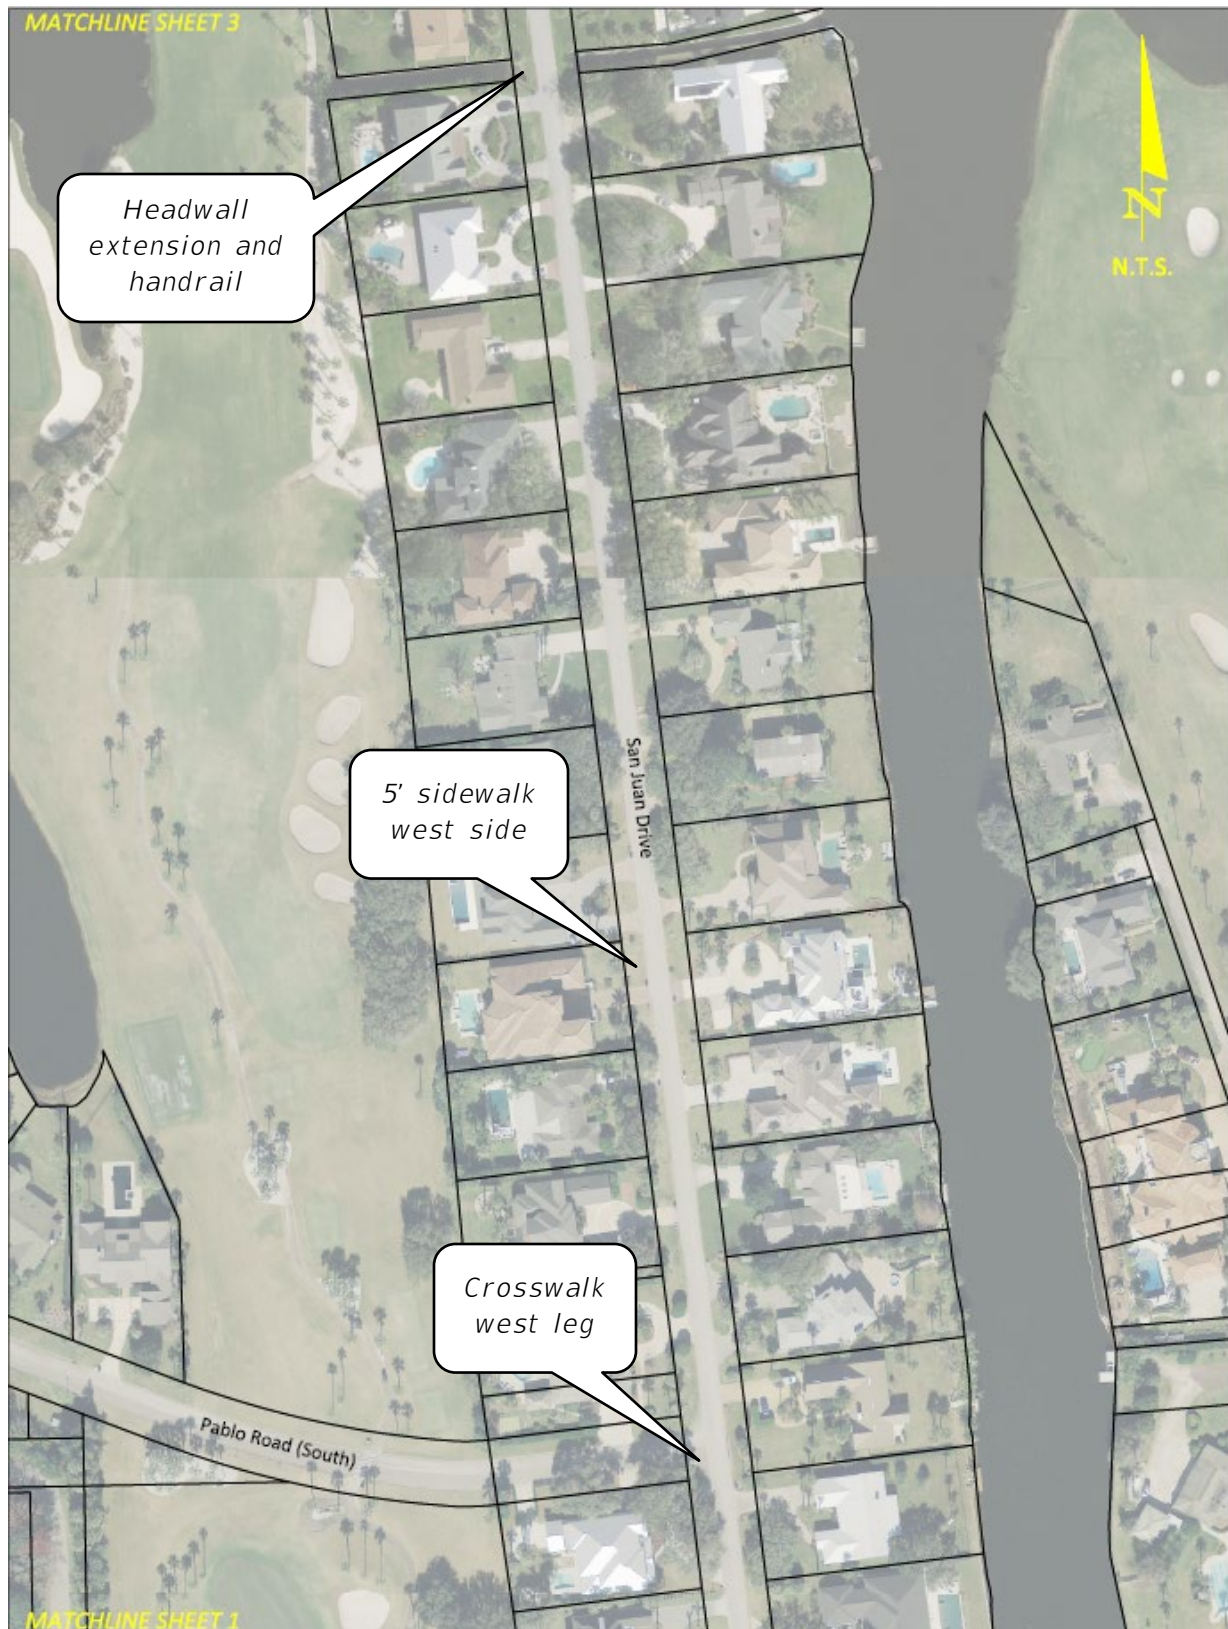 MATCHLINE SHEET 3
N
N.T.S.
Headwall
extension and
handrail
San Juan Drive
5' sidewalk
west side
Crosswalk
west leg
Pablo Road (South)
MATCHLINE SHEET 1